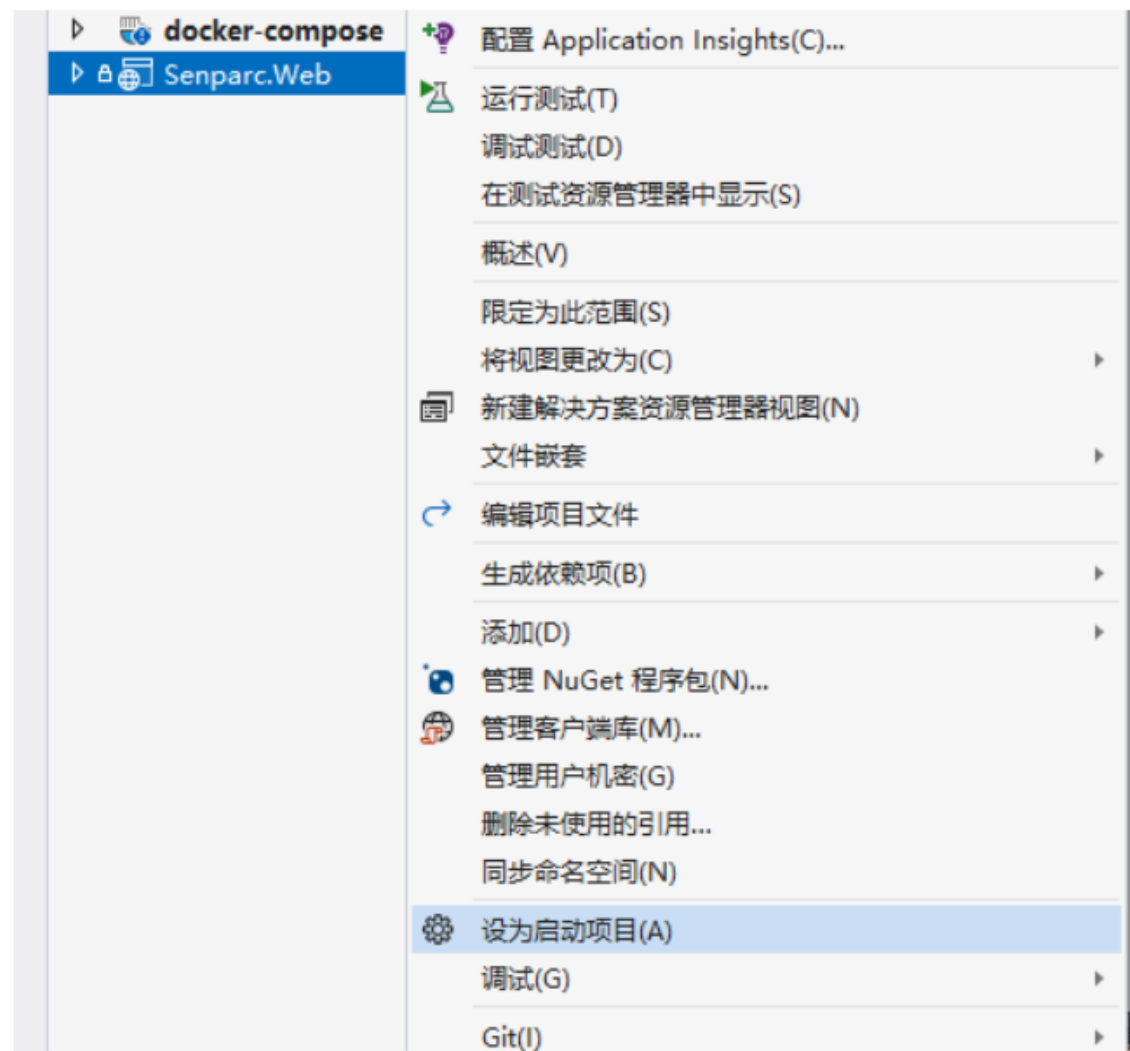 docker-compose
Senparc.Web
配置 Application Insights(C)...
运行测试(T)
调试测试(D)
在测试资源管理器中显示(S)
概述(V)
限定为此范围(S)
将视图更改为(C)
新建解决方案资源管理器视图(N)
文件嵌套
编辑项目文件
生成依赖项(B)
添加(D)
管理 NuGet 程序包(N)...
管理客户端库(M)...
管理用户机密(G)
删除未使用的引用...
同步命名空间(N)
设为启动项目(A)
调试(G)
Git(I)